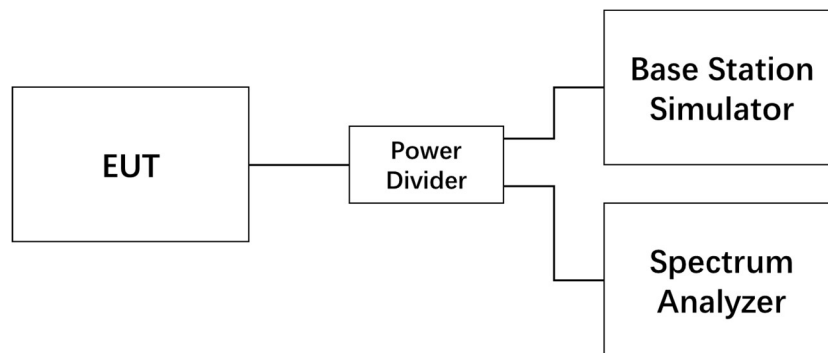 EUT
Power
Divider
Base Station
Simulator
Spectrum
Analyzer